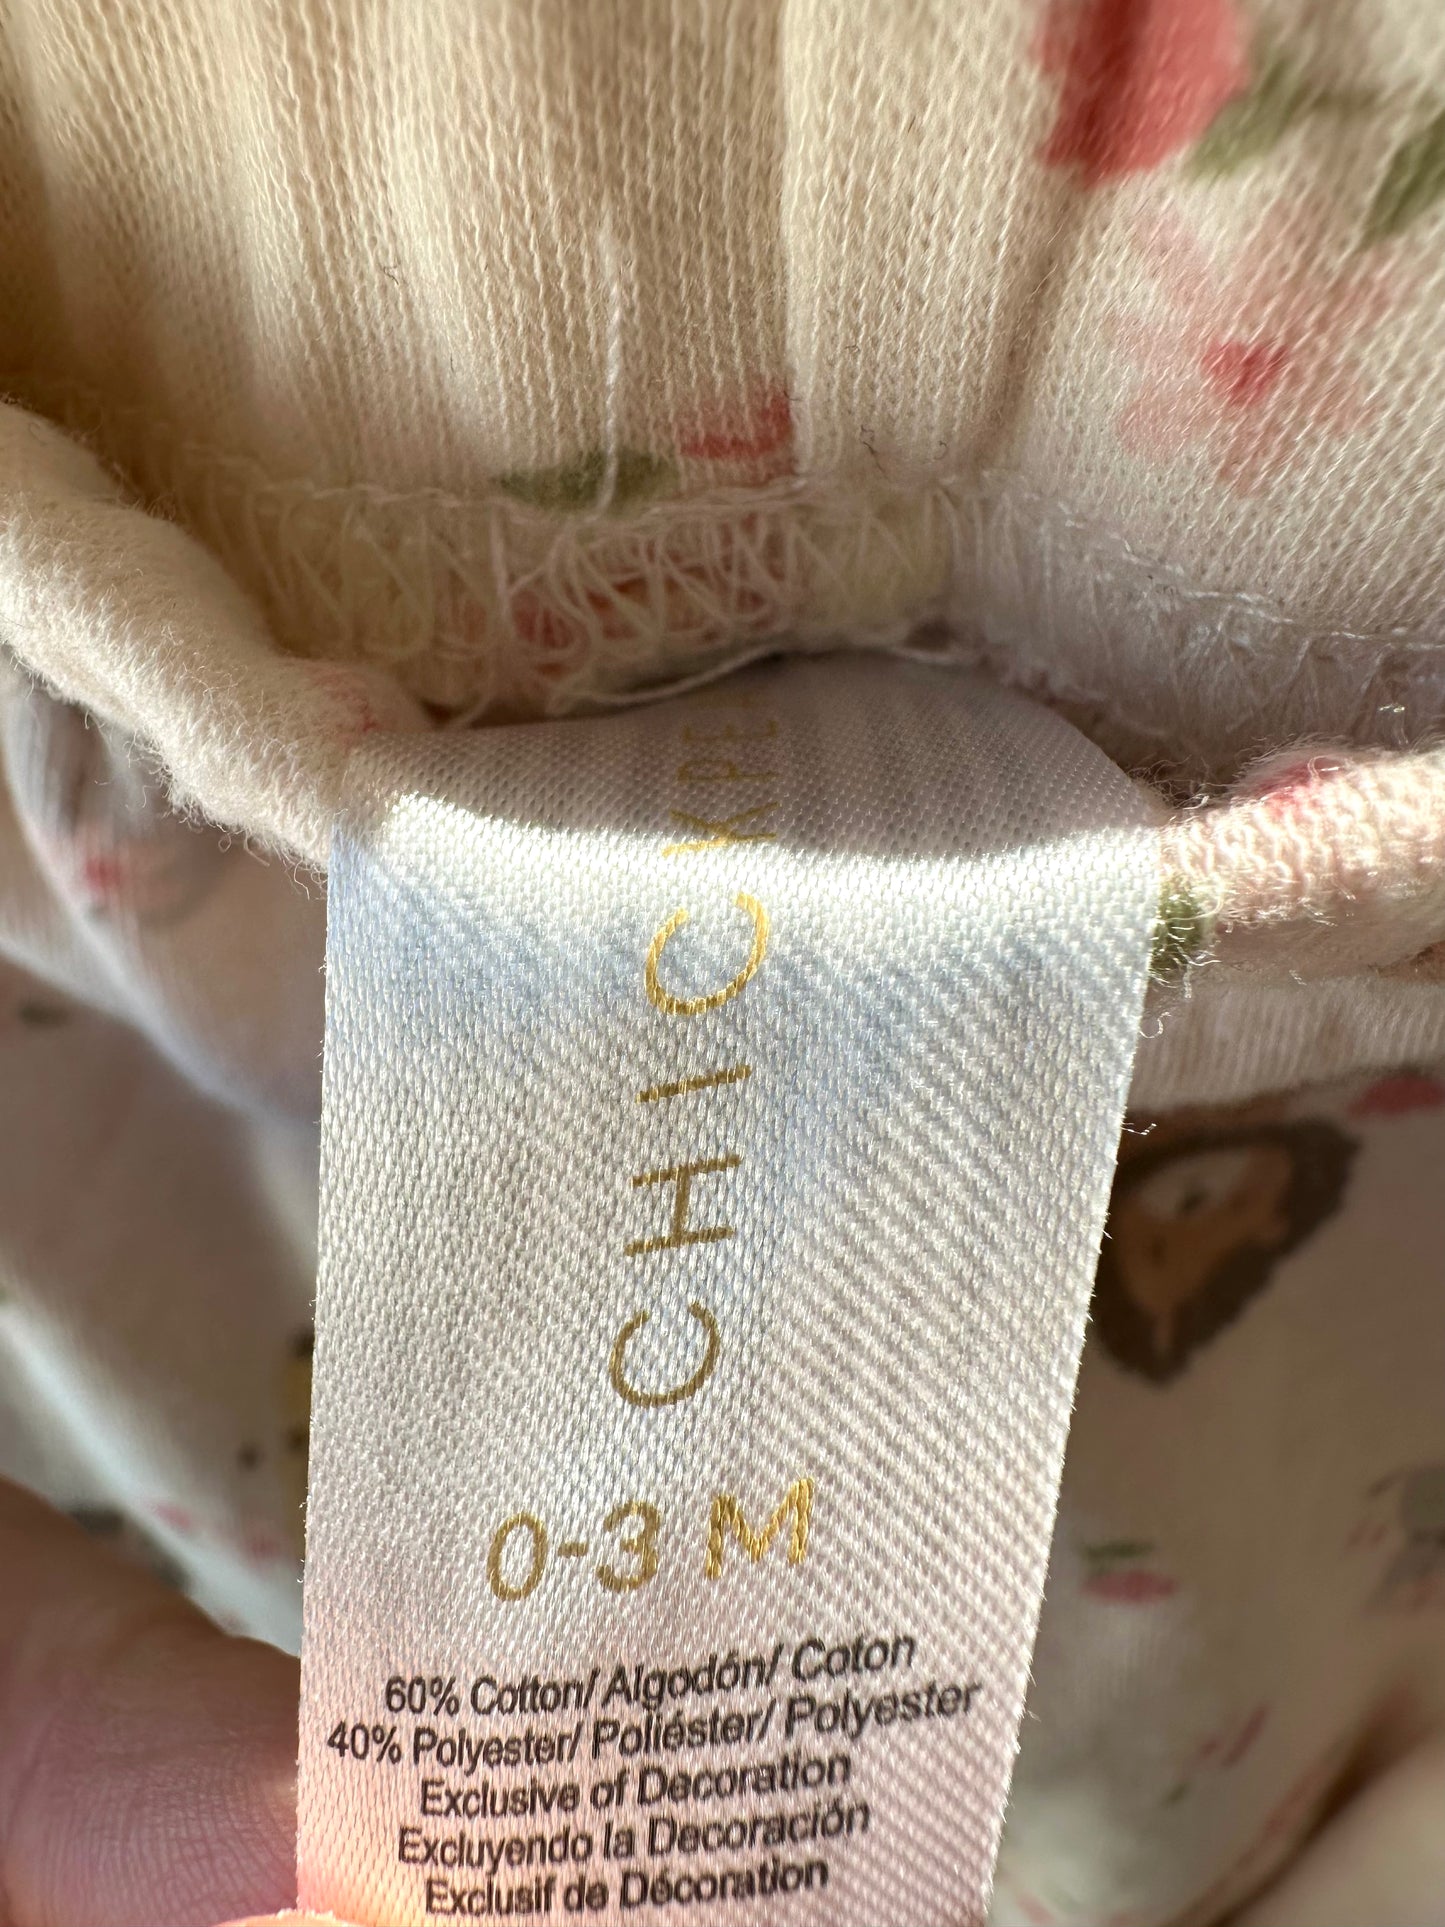 CHICKPE
0-3 M
60% Cotton/ Algodón/ Coton
40% Polyester/ Poliéster/ Polyester
Exclusive of Decoration
Excluyendo la Decoración
Exclusif de Décoration